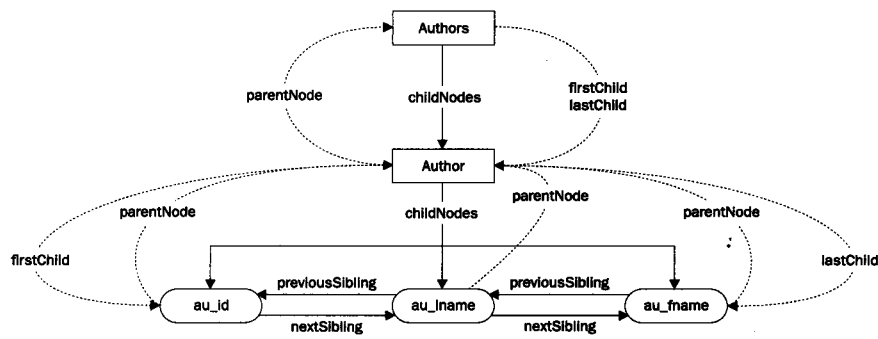 Authors
firstChild
lastChild
parentNode
childNodes
Author
parentNode
childNodes
parentNode
parentNode
firstChild
lastChild
previousSibling
previousSibling
au_id
au_lname
au_fname
nextSibling
nextSibling